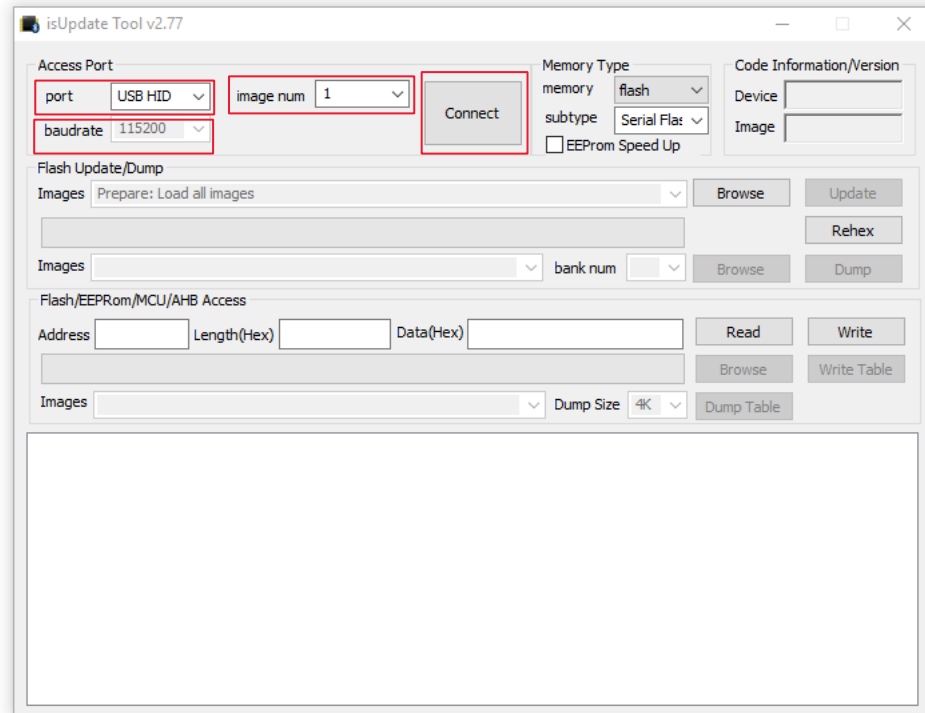 isUpdate Tool v2.77
Access Port
port USB HID image num 1 Connect
baudrate 115200
Memory Type
memory flash
subtype Serial Flas
EEProm Speed Up
Code Information/Version
Device
Image
Flash Update/Dump
Images Prepare: Load all images Browse Update
Rehex
Images bank num Browse Dump
Flash/EEPRom/MCU/AHB Access
Address Length(Hex) Data(Hex) Read Write
Browse Write Table
Images Dump Size 4K Dump Table